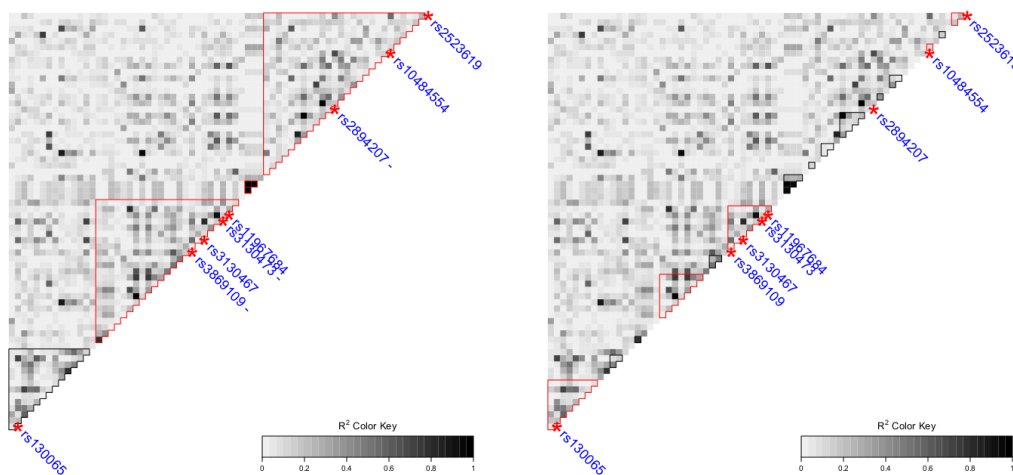 rs2523619
rs10484554
rs2894207 -
rs11967684
rs3130473 -
rs3130467
rs3869109 -
rs130065
R² Color Key
0 0.2 0.4 0.6 0.8 1
rs2523619
rs10484554
rs2894207
rs11967684
rs3130473
rs3130467
rs3869109
rs130065
R² Color Key
0 0.2 0.4 0.6 0.8 1